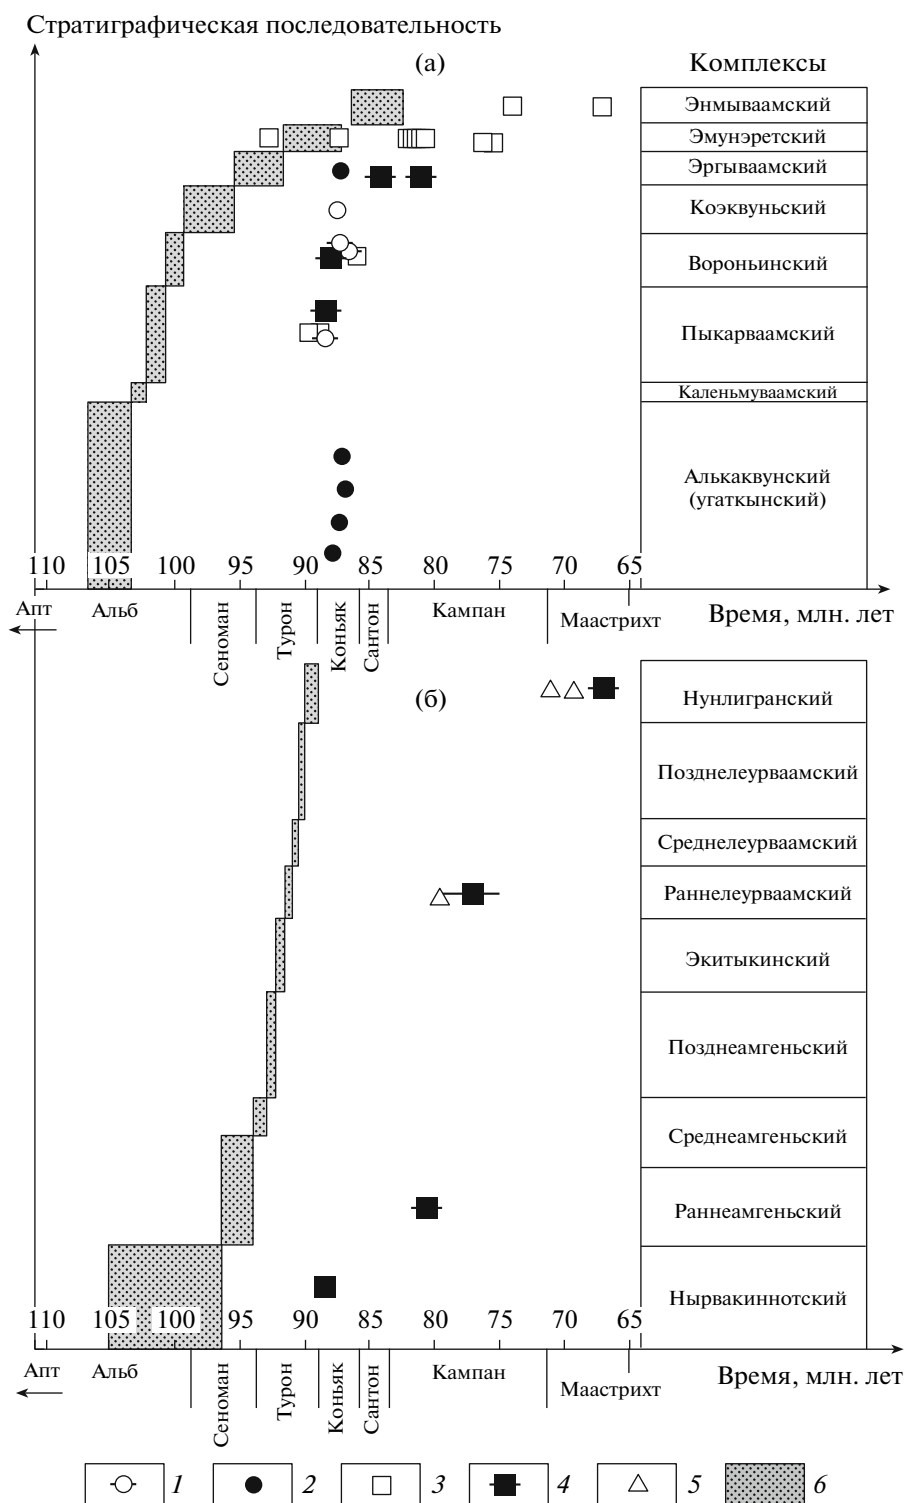 Стратиграфическая последовательность
(а)
Комплексы
Энмываамский
Эмунэретский
Эргываамский
Коэквуньский
Вороньинский
Пыкарваамский
Каленьмуваамский
Алькаквунский
(угаткынский)
110 105 100 95 90 85 80 75 70 65
Апт Альб Сеноман Турон Коньяк Сантон Кампан Маастрихт
Время, млн. лет
(б)
Нунлигранский
Позднелеурваамский
Среднелеурваамский
Раннелеурваамский
Экитыкинский
Позднеамгеньский
Среднеамгеньский
Раннеамгеньский
Нырвакиннотский
110 105 100 95 90 85 80 75 70 65
Апт Альб Сеноман Турон Коньяк Сантон Кампан Маастрихт
Время, млн. лет
1 2 3 4 5 6